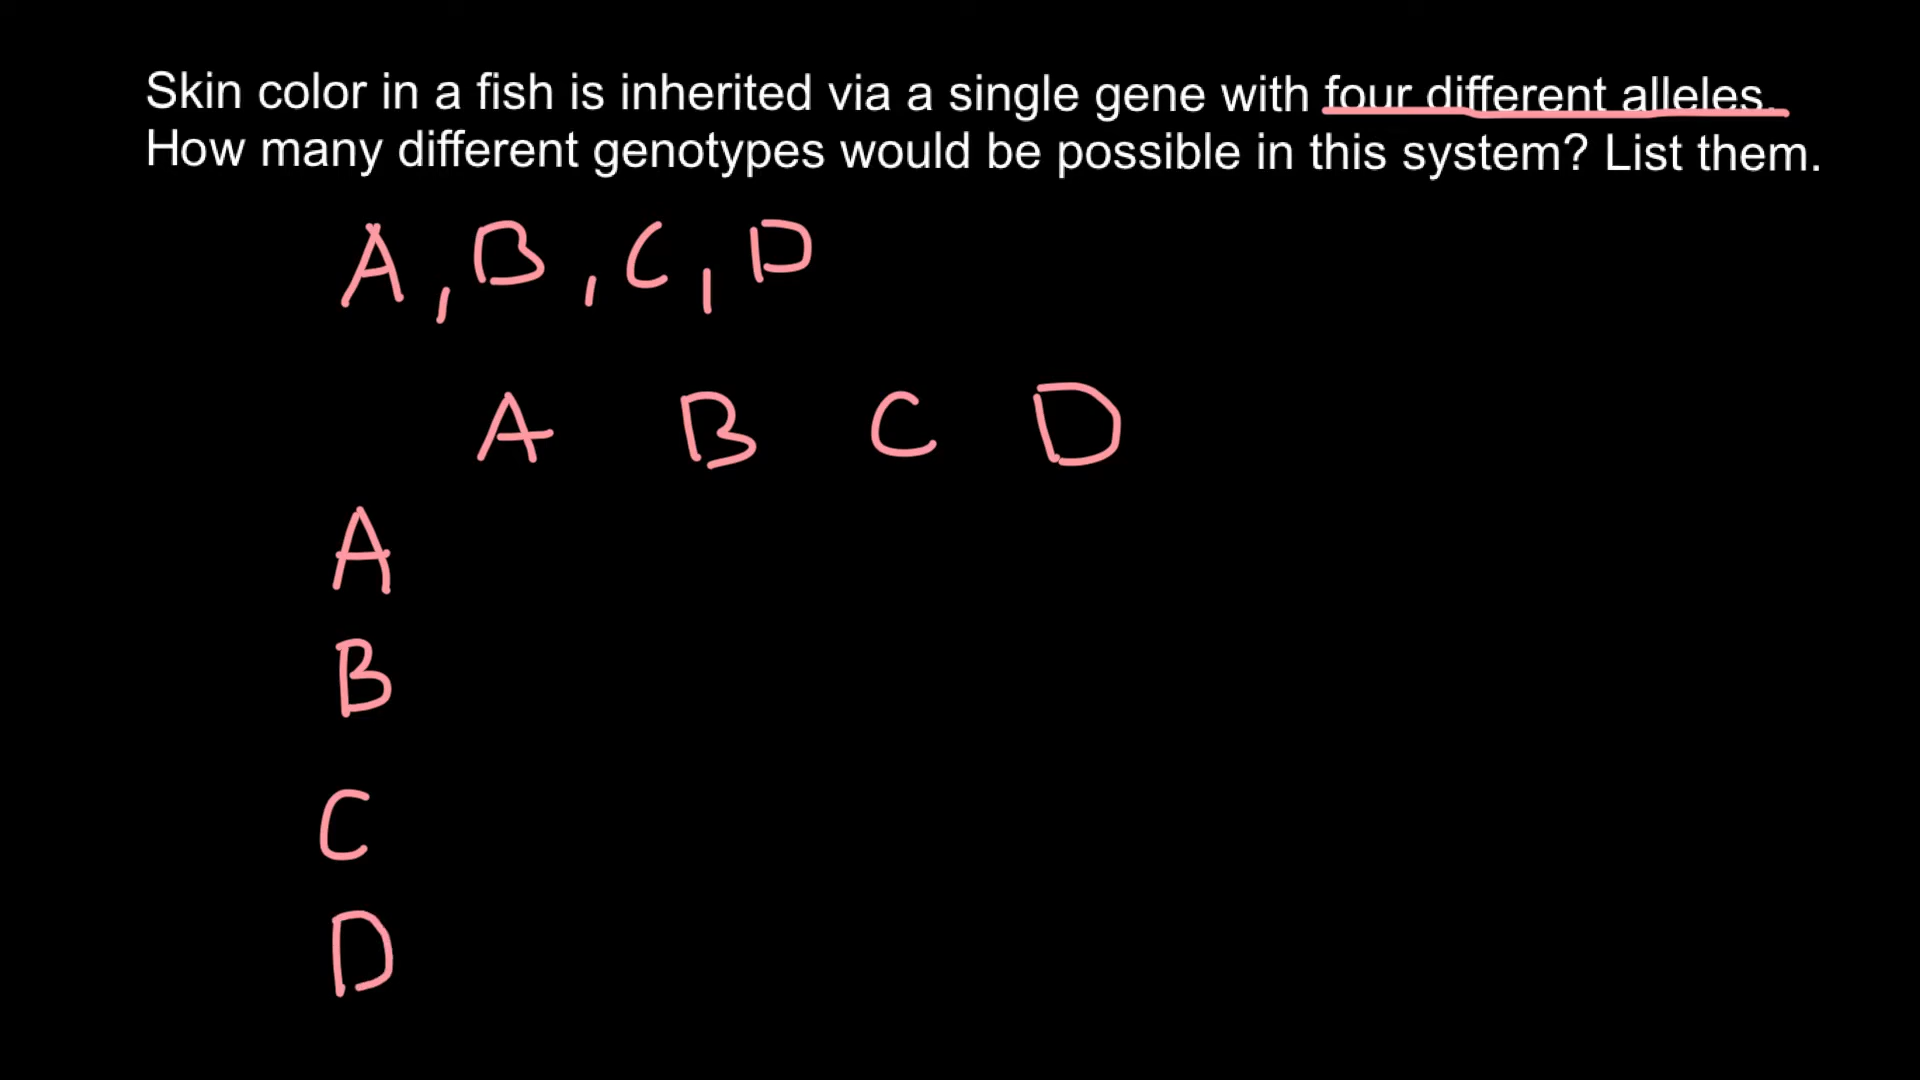 Skin color in a fish is inherited via a single gene with four different alleles.
How many different genotypes would be possible in this system? List them.
A, B, C, D
A B C D
A
B
C
D